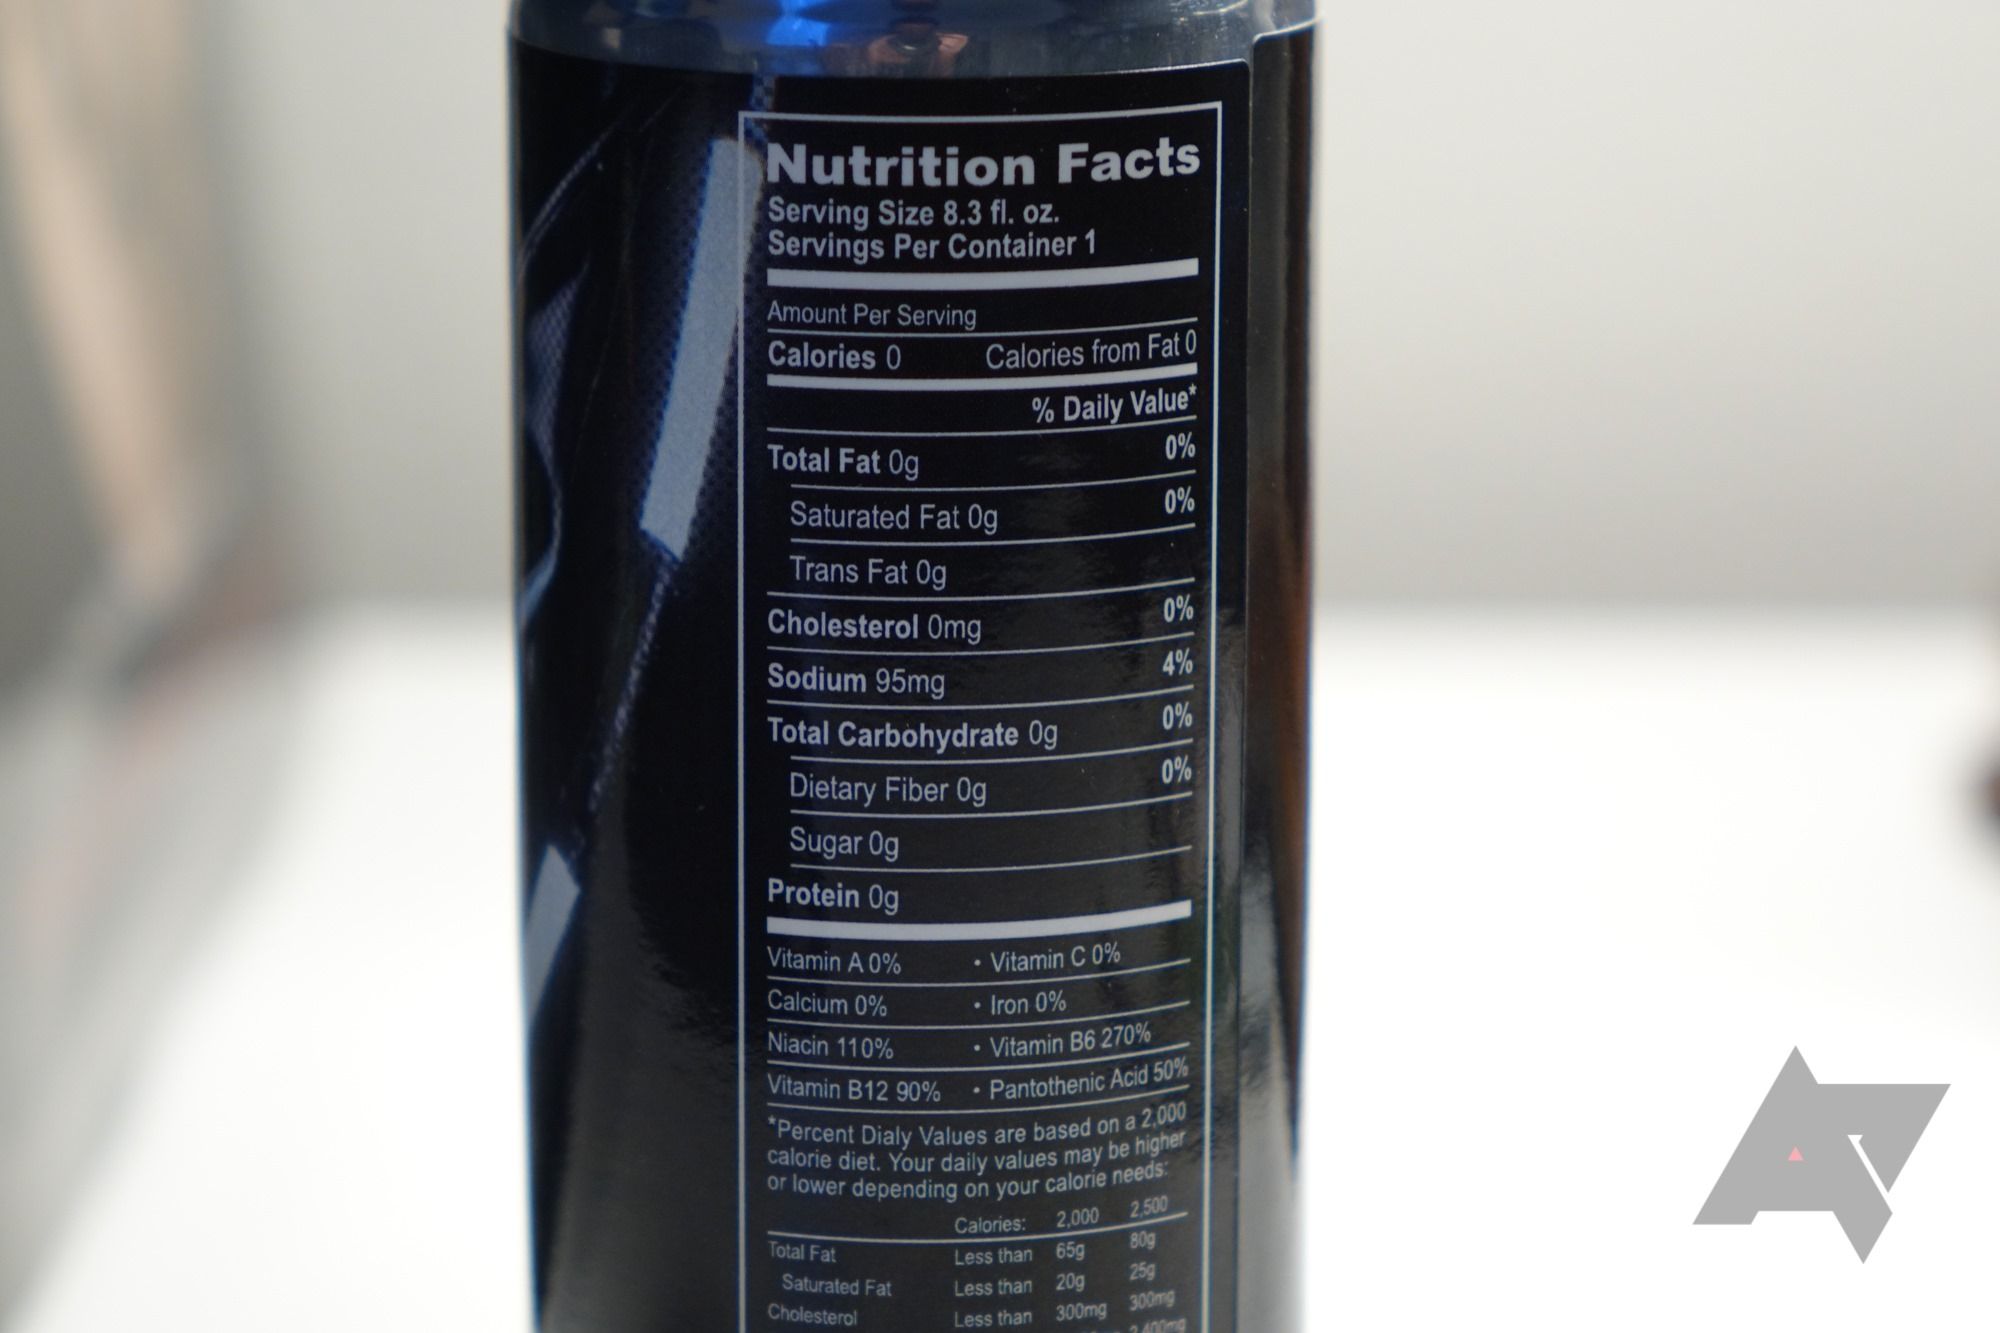 Nutrition Facts
Serving Size 8.3 fl. oz.
Servings Per Container 1
Amount Per Serving
Calories 0 Calories from Fat 0
% Daily Value*
Total Fat 0g 0%
Saturated Fat 0g 0%
Trans Fat 0g
Cholesterol 0mg 0%
Sodium 95mg 4%
Total Carbohydrate 0g 0%
Dietary Fiber 0g 0%
Sugar 0g
Protein 0g
Vitamin A 0% • Vitamin C 0%
Calcium 0% • Iron 0%
Niacin 110% • Vitamin B6 270%
Vitamin B12 90% • Pantothenic Acid 50%
*Percent Dialy Values are based on a 2,000
calorie diet. Your daily values may be higher
or lower depending on your calorie needs:
Calories: 2,000 2,500
Total Fat Less than 65g 80g
Saturated Fat Less than 20g 25g
Cholesterol Less than 300mg 300mg
2,400mg